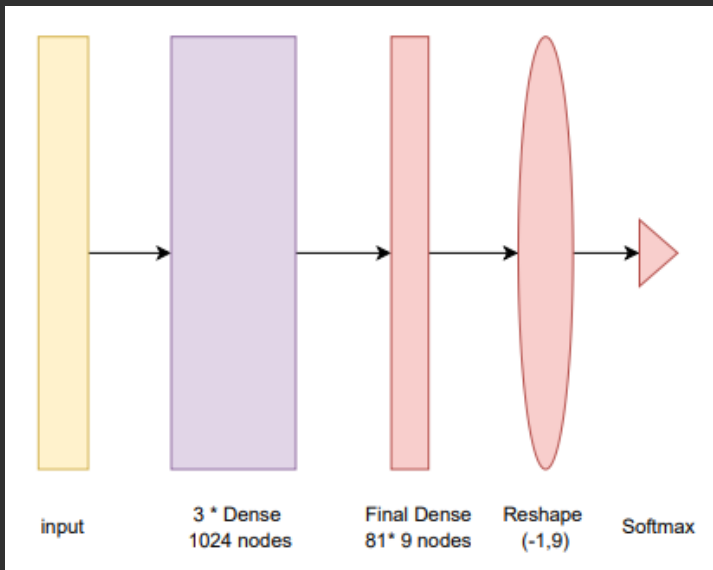 input
3 * Dense
1024 nodes
Final Dense
81* 9 nodes
Reshape
(-1,9)
Softmax